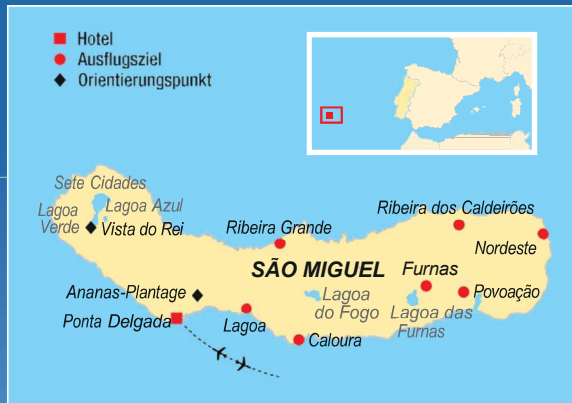 Hotel
Ausflugsziel
Orientierungspunkt
Sete Cidades
Lagoa Azul
Lagoa
Verde
Vista do Rei
Ribeira Grande
Ribeira dos Caldeirões
Nordeste
SÃO MIGUEL
Furnas
Ananas-Plantage
Lagoa
do Fogo
Povoação
Lagoa das
Furnas
Ponta Delgada
Lagoa
Caloura